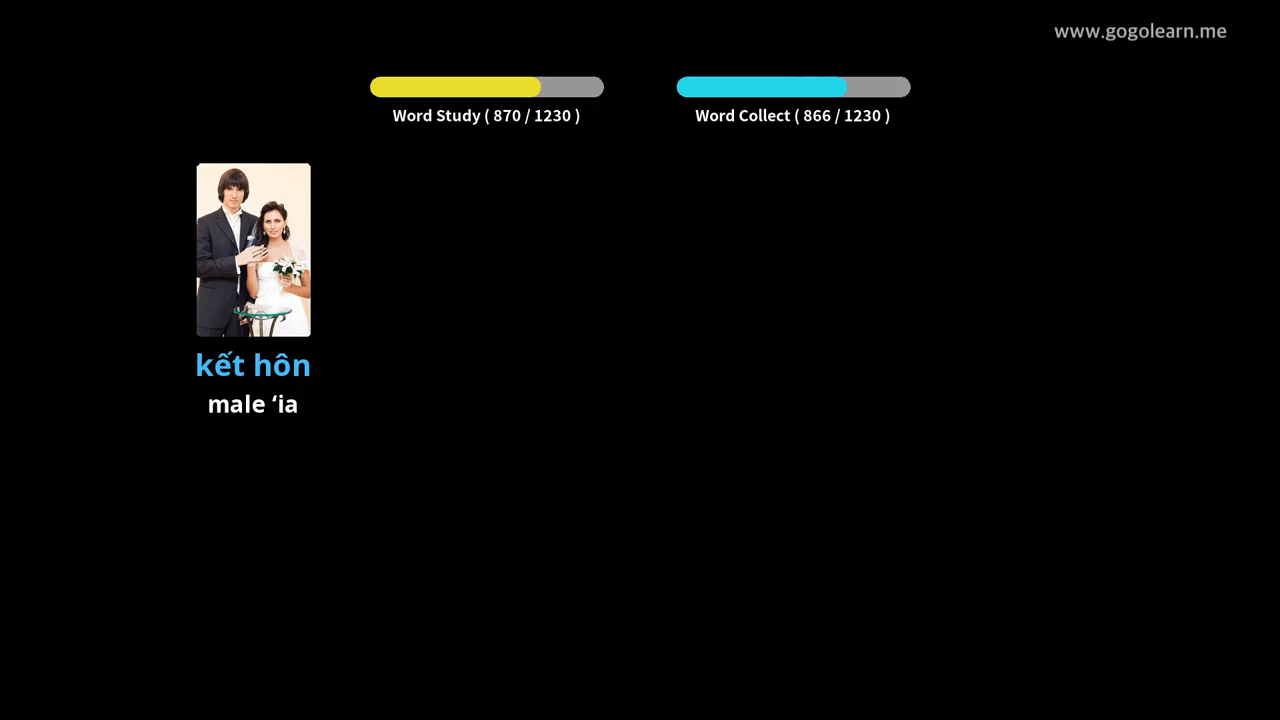 www.gogolearn.me
Word Study ( 870 / 1230 )
Word Collect ( 866 / 1230 )
kết hôn
male ‘ia